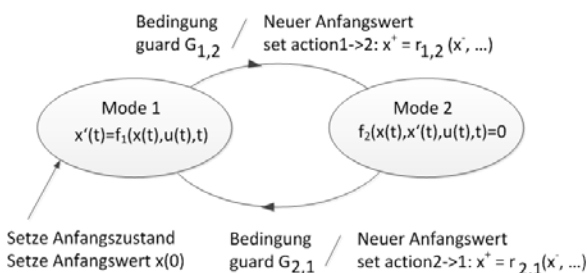 Bedingung
guard G1,2
/
Neuer Anfangswert
set action1->2: x+ = r1,2 (x-, ...)
Mode 1
x'(t)=f1(x(t),u(t),t)
Mode 2
f2(x(t),x'(t),u(t),t)=0
Setze Anfangszustand
Setze Anfangswert x(0)
Bedingung
guard G2,1
/
Neuer Anfangswert
set action2->1: x+ = r 2,1(x-, ...)